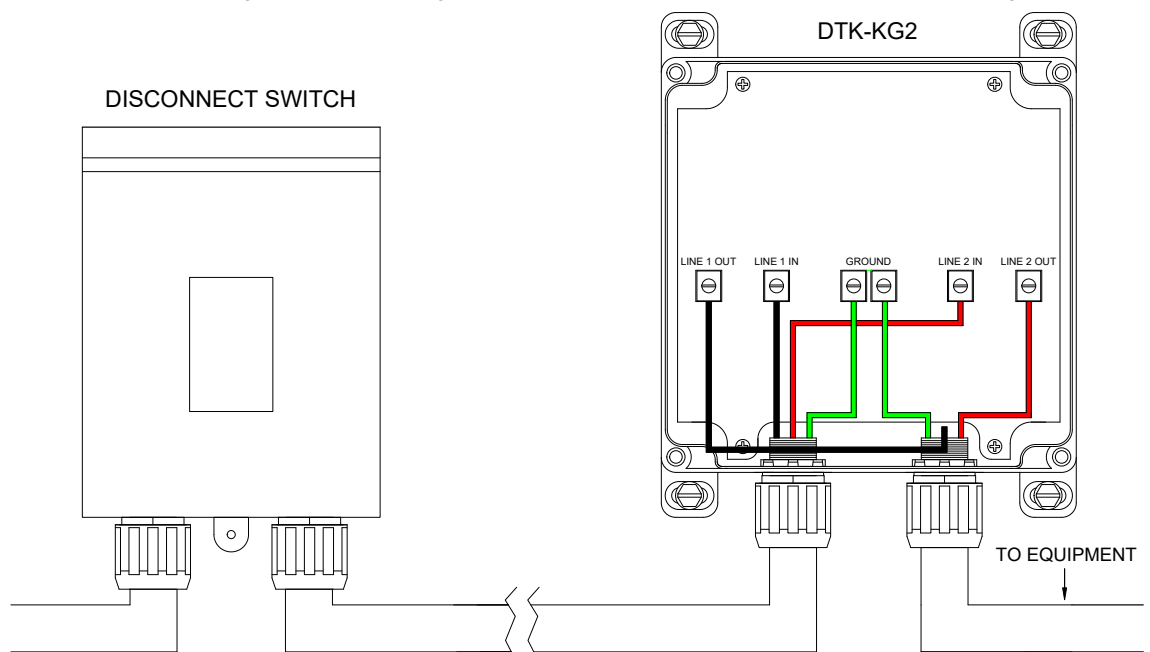 DTK-KG2
DISCONNECT SWITCH
LINE 1 OUT
LINE 1 IN
GROUND
LINE 2 IN
LINE 2 OUT
TO EQUIPMENT